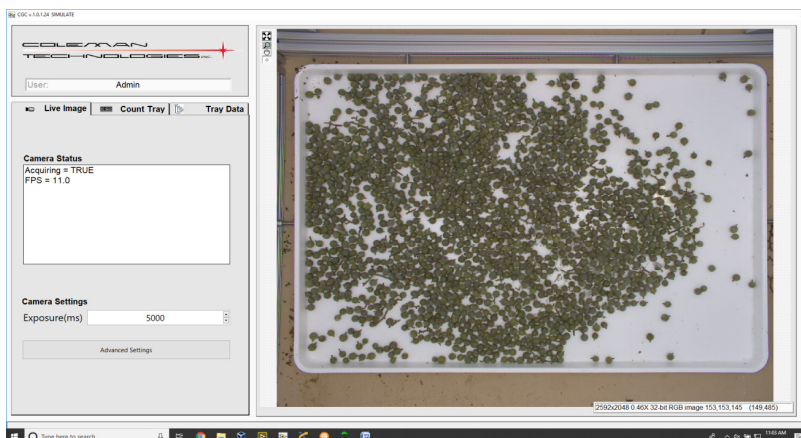 CGC v.1.0.1.24 SIMULATE
COLEMAN
TECHNOLOGIES INC.
User: Admin
Live Image Count Tray Tray Data
Camera Status
Acquiring = TRUE
FPS = 11.0
Camera Settings
Exposure(ms) 5000
Advanced Settings
2592x2048 0.46X 32-bit RGB image 153,153,145 (149,485)
Type here to search
11:03 AM